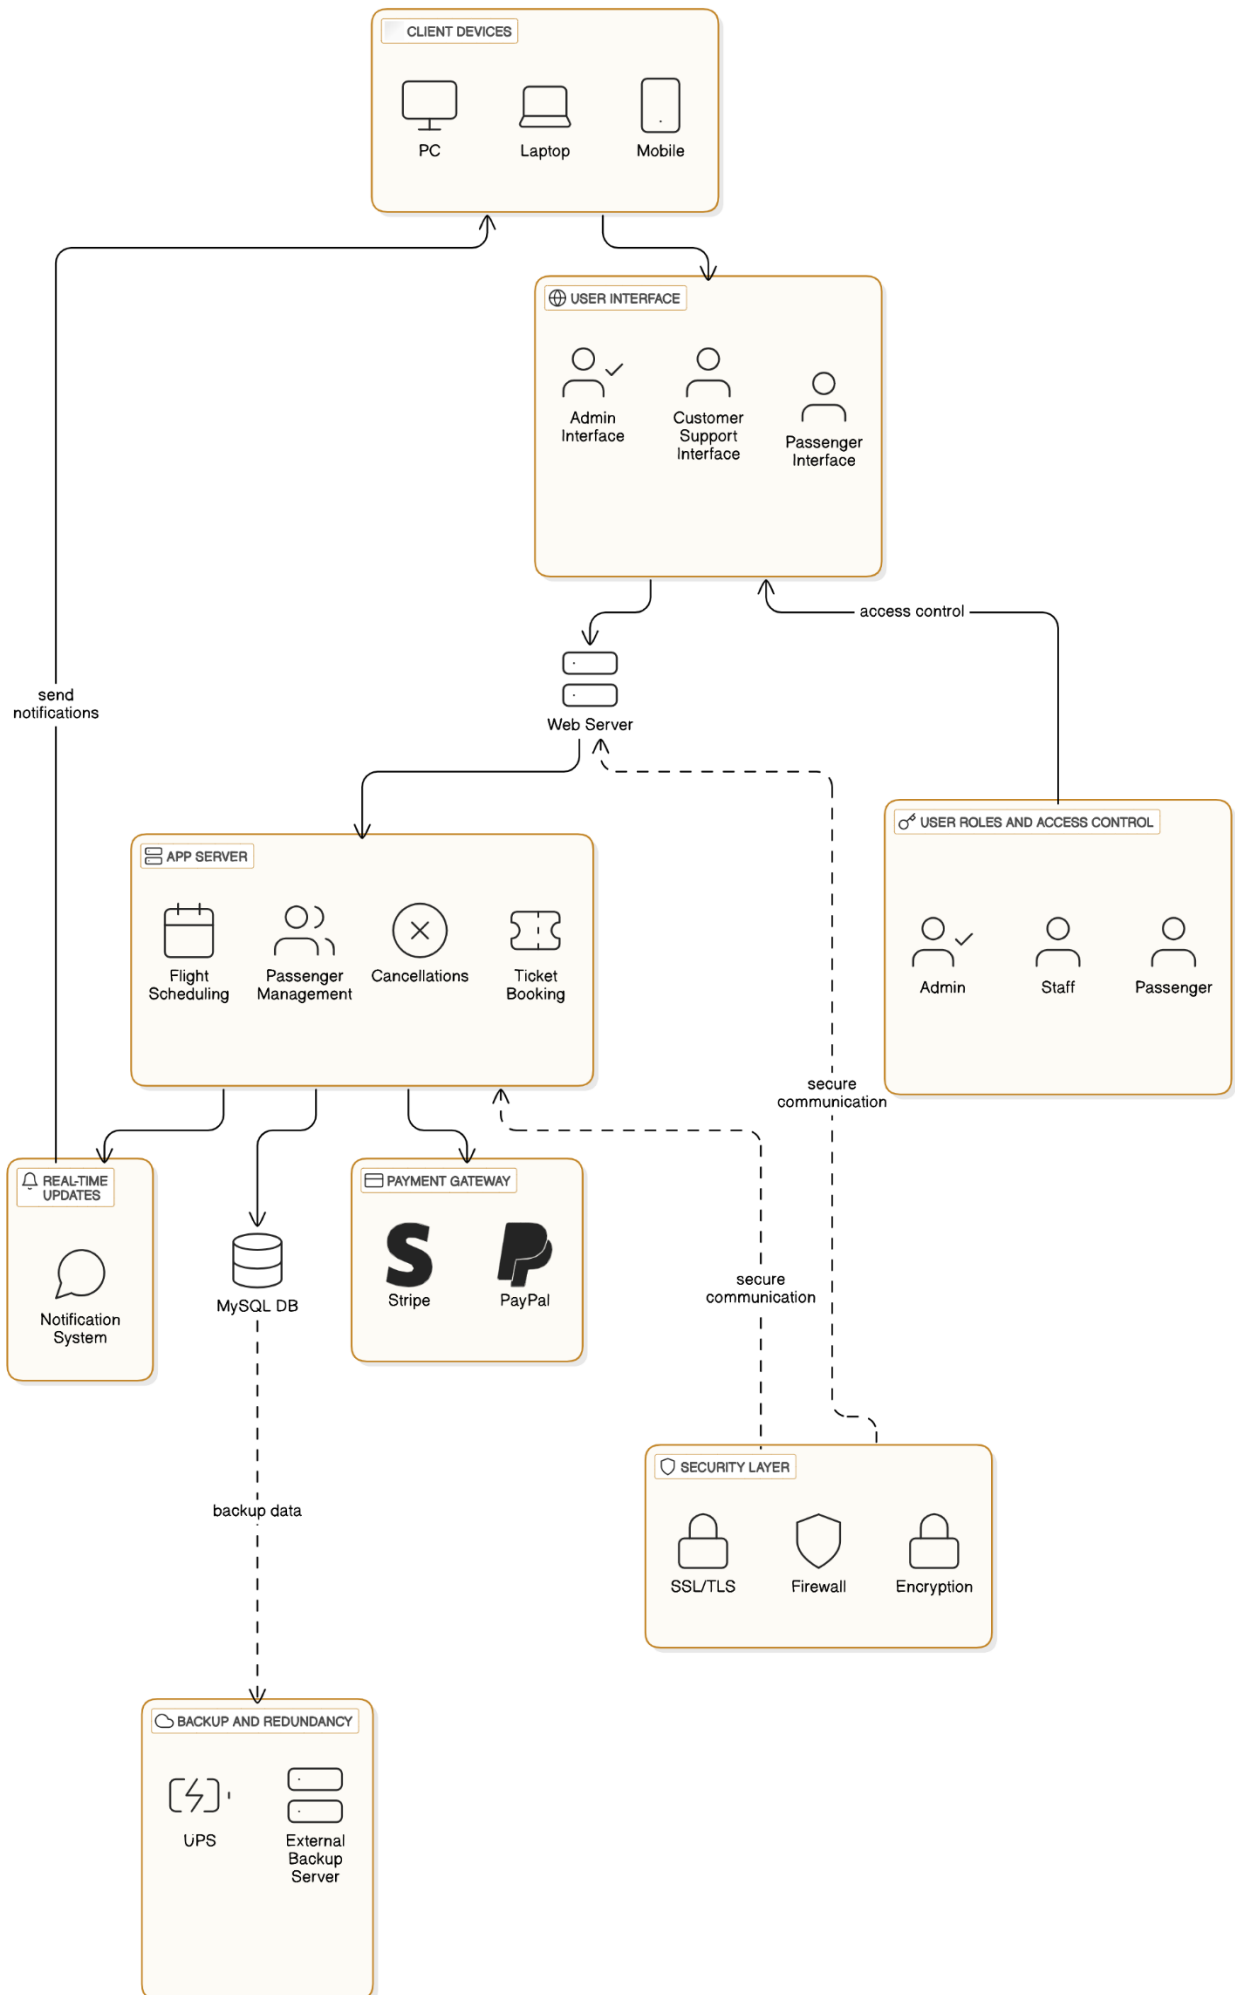 CLIENT DEVICES
PC
Laptop
Mobile
USER INTERFACE
Admin
Interface
Customer
Support
Interface
Passenger
Interface
access control
send
notifications
Web Server
USER ROLES AND ACCESS CONTROL
Admin
Staff
Passenger
APP SERVER
Flight
Scheduling
Passenger
Management
Cancellations
Ticket
Booking
secure
communication
REAL-TIME
UPDATES
Notification
System
MySQL DB
PAYMENT GATEWAY
Stripe
PayPal
secure
communication
SECURITY LAYER
SSL/TLS
Firewall
Encryption
backup data
BACKUP AND REDUNDANCY
UPS
External
Backup
Server